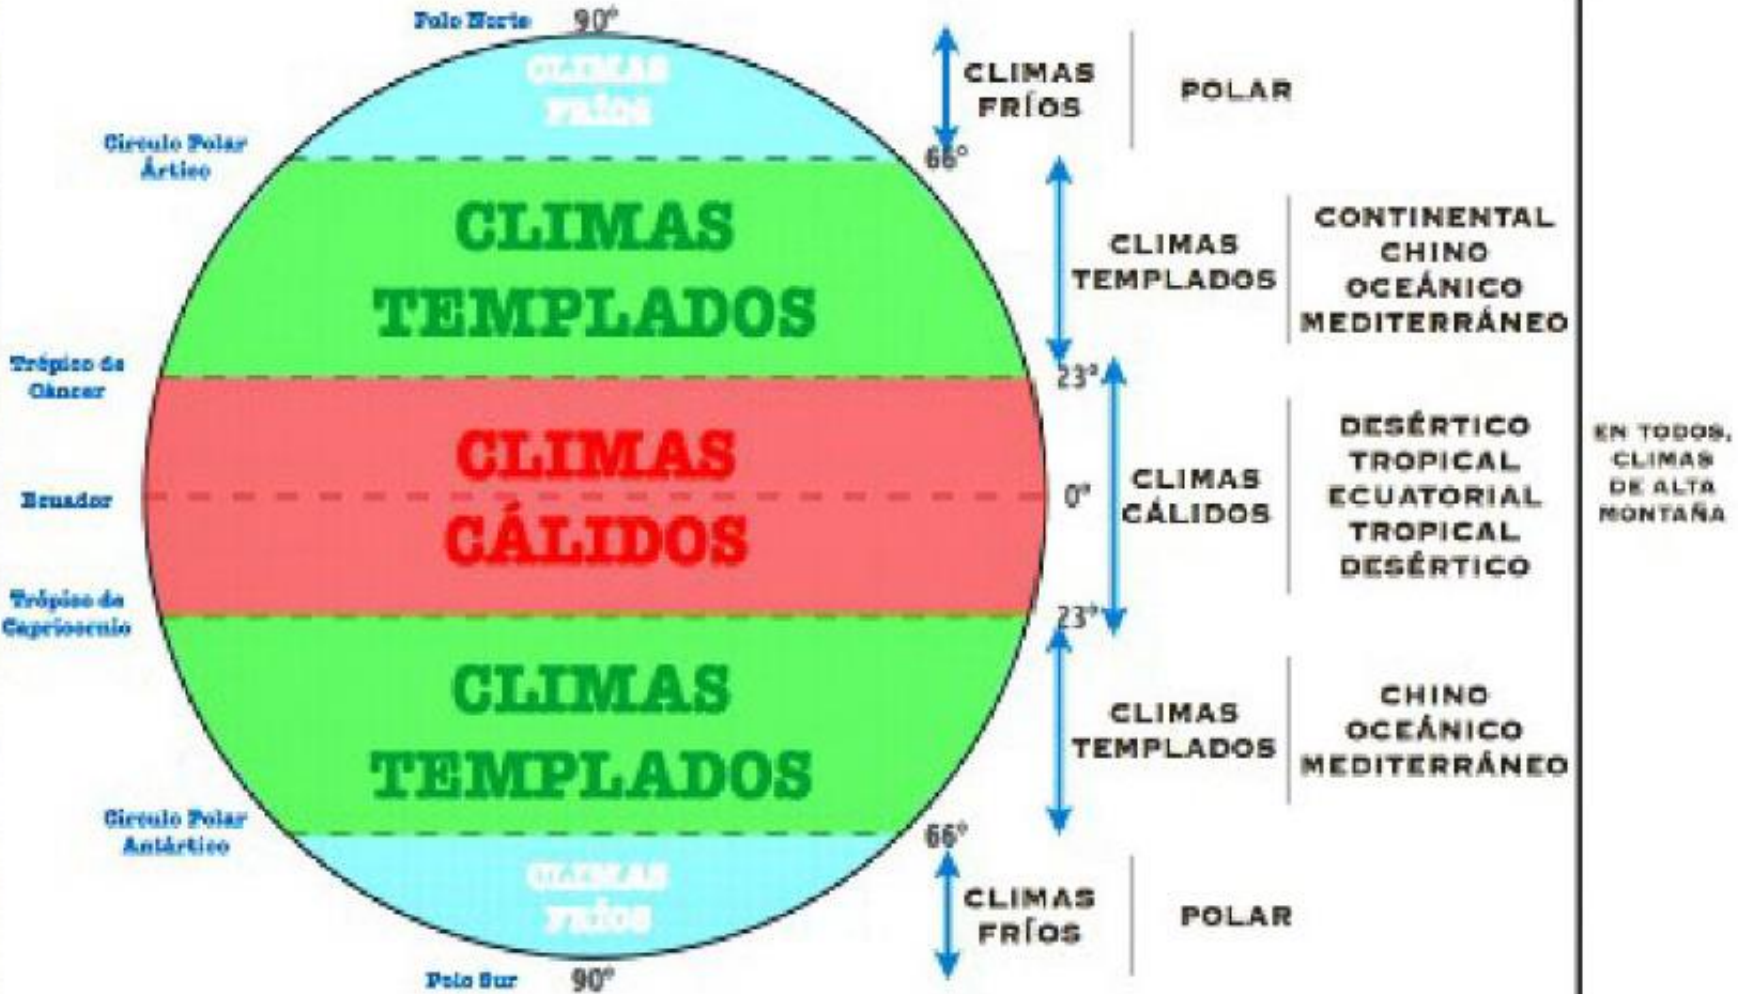 Polo Norte 90°
CLIMAS
FRÍOS
Círculo Polar
Ártico
66°
CLIMAS
FRÍOS
POLAR
CLIMAS
TEMPLADOS
CLIMAS
TEMPLADOS
CONTINENTAL
CHINO
OCEÁNICO
MEDITERRÁNEO
Trópico de
Cáncer
23°
CLIMAS
CÁLIDOS
Ecuador
0°
CLIMAS
CÁLIDOS
DESÉRTICO
TROPICAL
ECUATORIAL
TROPICAL
DESÉRTICO
EN TODOS,
CLIMAS
DE ALTA
MONTAÑA
Trópico de
Capricornio
23°
CLIMAS
TEMPLADOS
CLIMAS
TEMPLADOS
CHINO
OCEÁNICO
MEDITERRÁNEO
Círculo Polar
Antártico
66°
CLIMAS
FRÍOS
CLIMAS
FRÍOS
POLAR
Polo Sur 90°